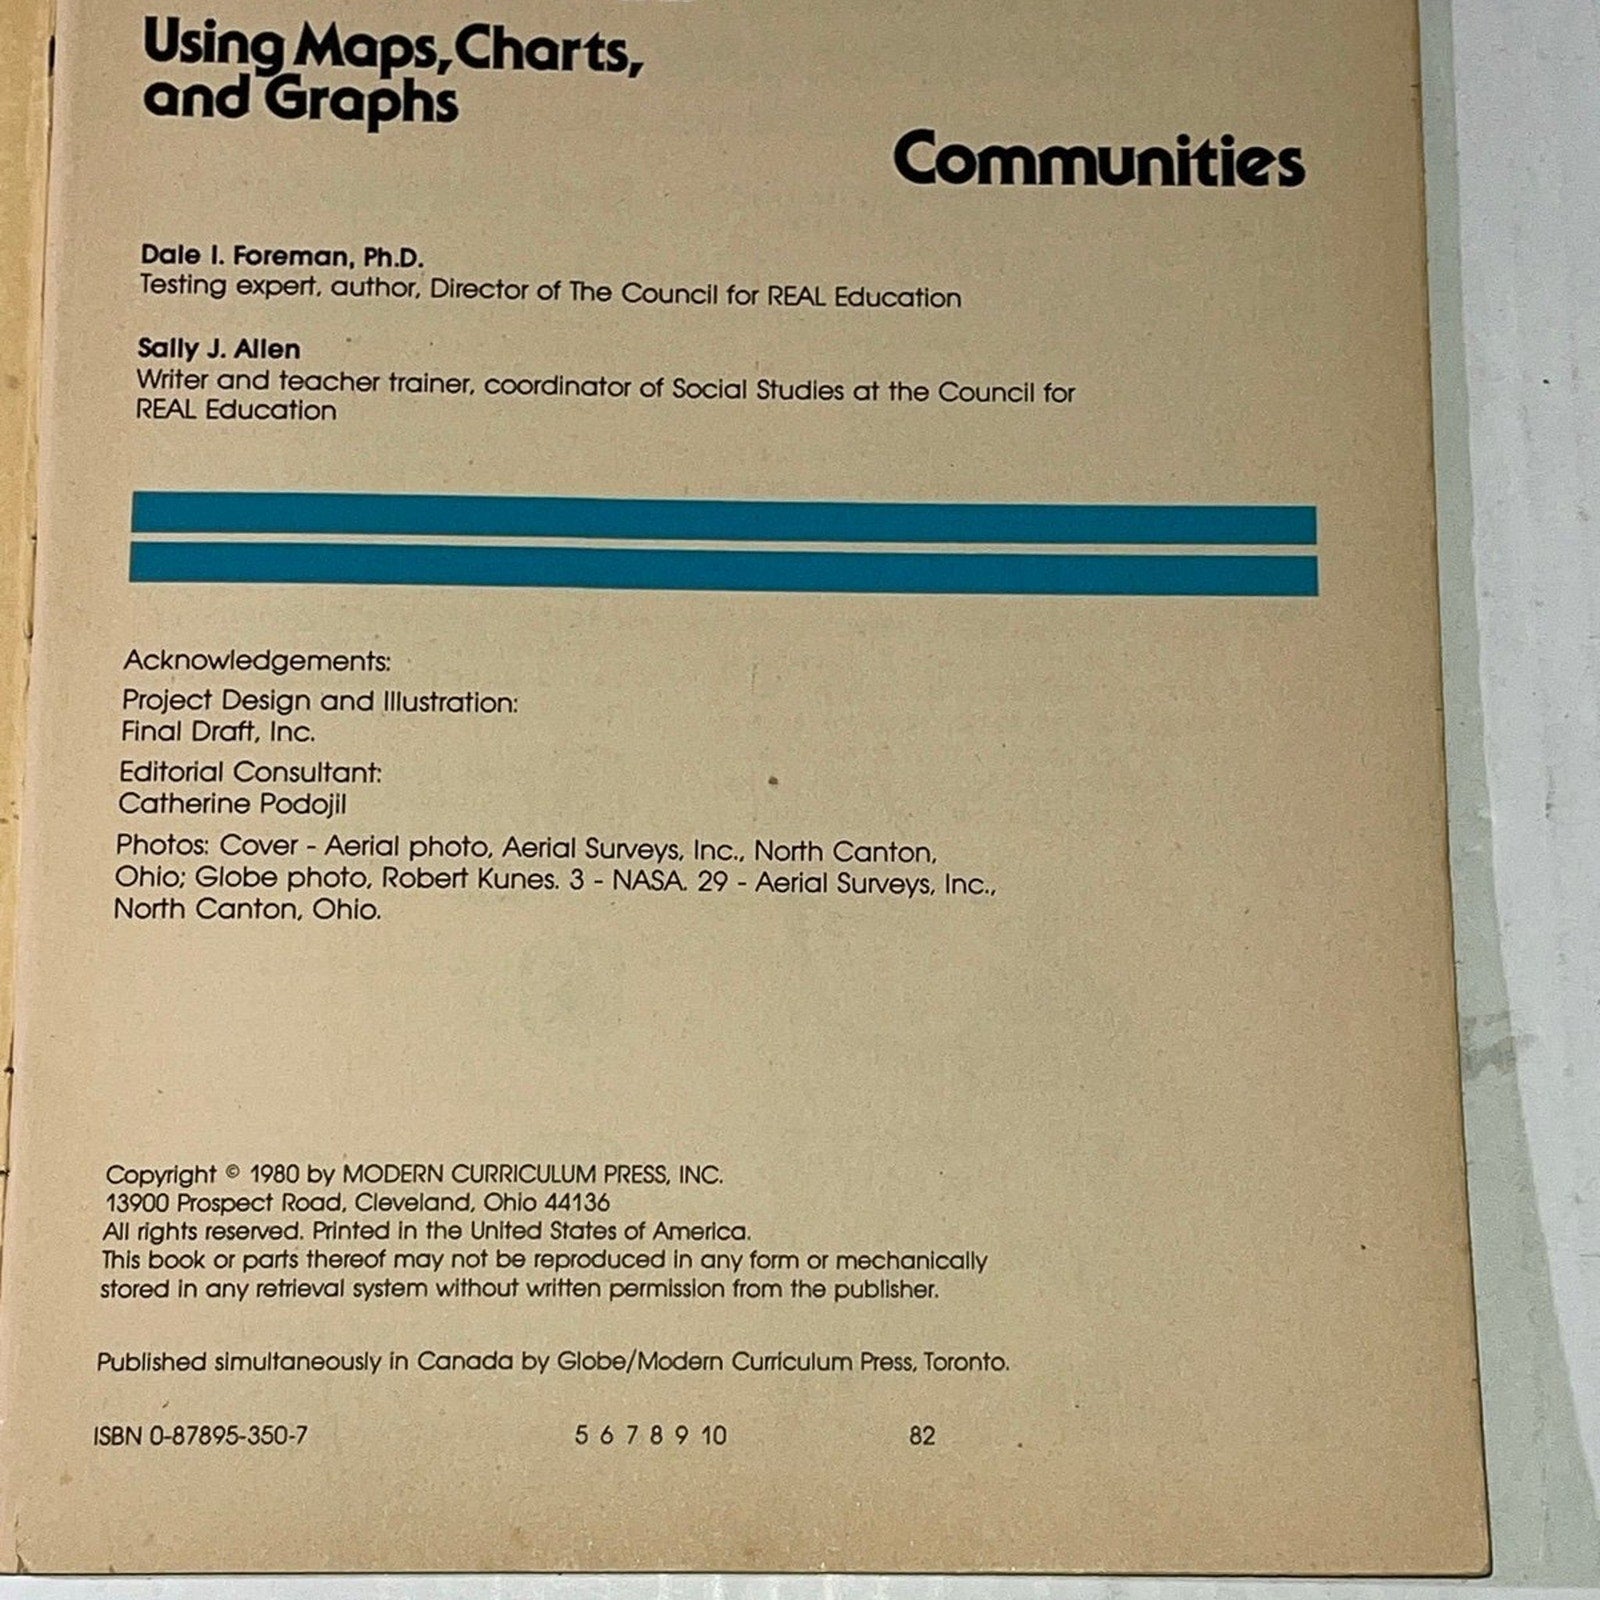 Using Maps, Charts,
and Graphs
Communities
Dale I. Foreman, Ph.D.
Testing expert, author, Director of The Council for REAL Education
Sally J. Allen
Writer and teacher trainer, coordinator of Social Studies at the Council for
REAL Education
Acknowledgements:
Project Design and Illustration:
Final Draft, Inc.
Editorial Consultant:
Catherine Podojil
Photos: Cover - Aerial photo, Aerial Surveys, Inc., North Canton,
Ohio; Globe photo, Robert Kunes. 3 - NASA. 29 - Aerial Surveys, Inc.,
North Canton, Ohio.
Copyright © 1980 by MODERN CURRICULUM PRESS, INC.
13900 Prospect Road, Cleveland, Ohio 44136
All rights reserved. Printed in the United States of America.
This book or parts thereof may not be reproduced in any form or mechanically
stored in any retrieval system without written permission from the publisher.
Published simultaneously in Canada by Globe/Modern Curriculum Press, Toronto.
ISBN 0-87895-350-7 5 6 7 8 9 10 82